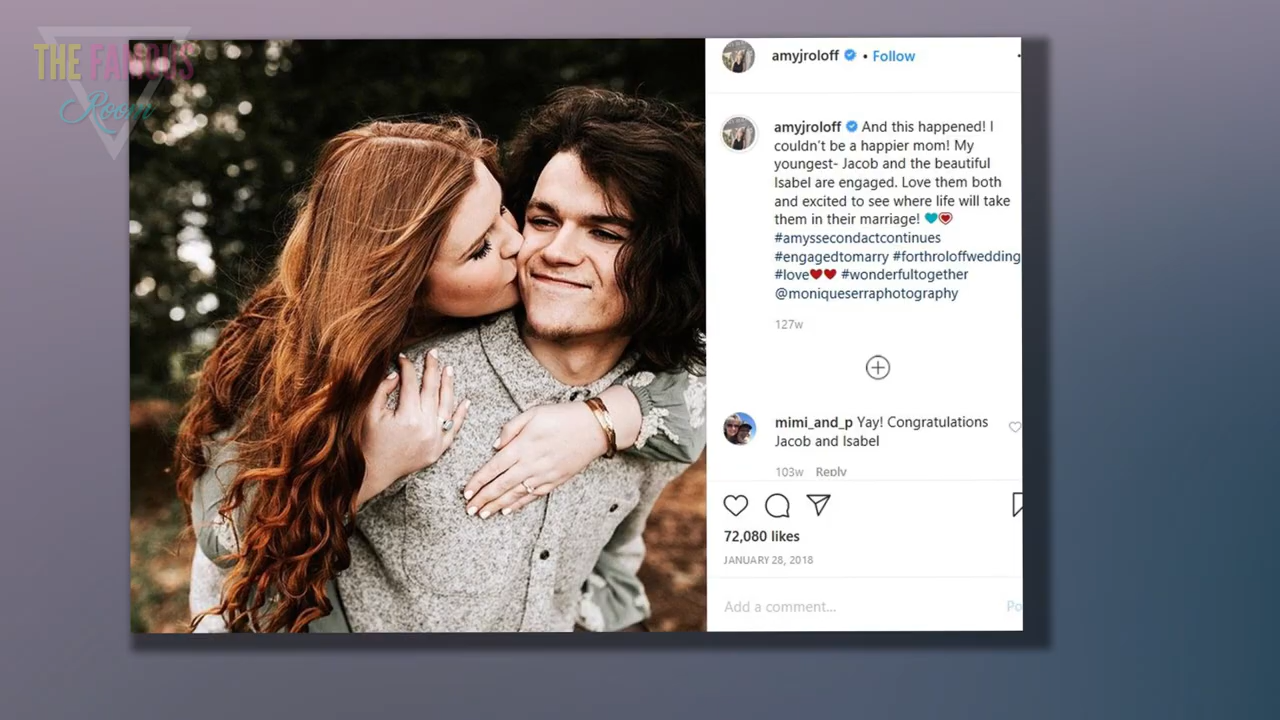 THE FAMOUS
Room
amyjroloff • Follow
amyjroloff And this happened! I
couldn't be a happier mom! My
youngest- Jacob and the beautiful
Isabel are engaged. Love them both
and excited to see where life will take
them in their marriage!
#amyssecondactcontinues
#engagedtomarry #forthroloffwedding
#love #wonderfultogether
@moniqueserraphotography
127w
mimi_and_p Yay! Congratulations
Jacob and Isabel
103w Reply
72,080 likes
JANUARY 28, 2018
Add a comment... Po